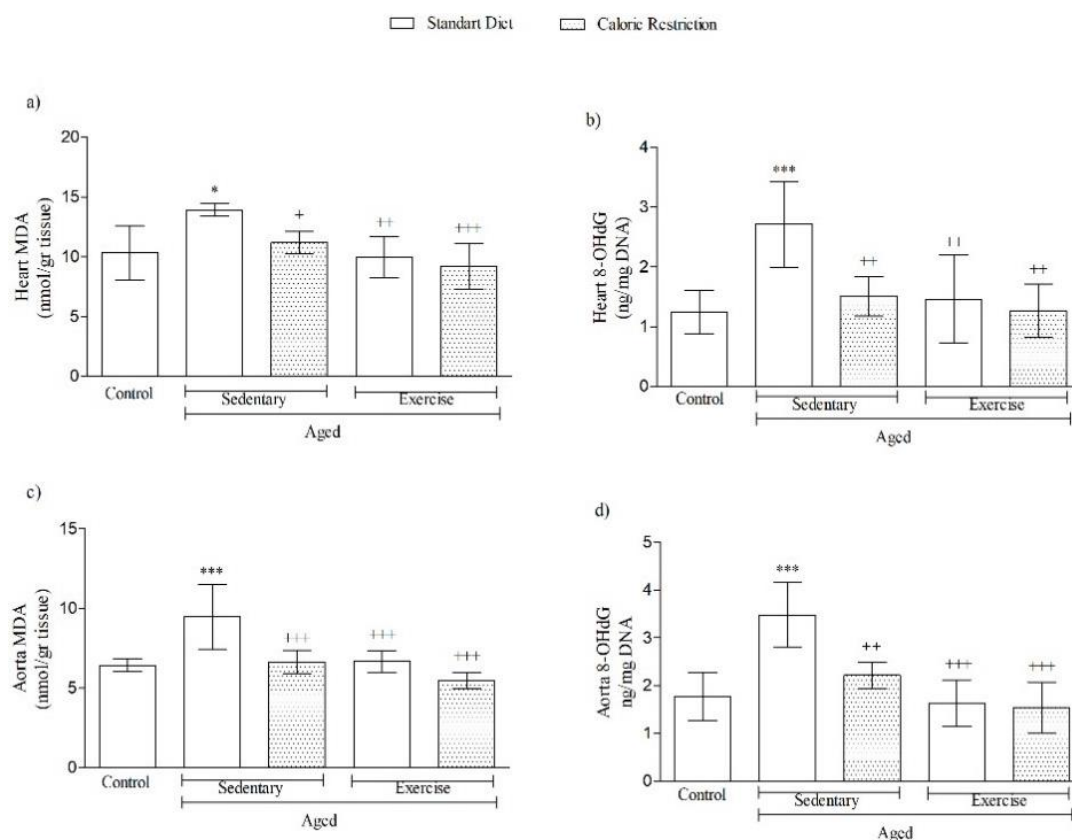 Standart Diet
Caloric Restriction
a)
Heart MDA
(nmol/gr tissue)
20
15
10
5
0
*
+
++
+++
Control
Sedentary
Exercise
Aged
b)
Heart 8-OHdG
(ng/mg DNA)
4
3
2
1
0
***
++
++
++
Control
Sedentary
Exercise
Aged
c)
Aorta MDA
(nmol/gr tissue)
15
10
5
0
***
+++
+++
+++
Control
Sedentary
Exercise
Aged
d)
Aorta 8-OHdG
ng/mg DNA
5
4
3
2
1
0
***
++
+++
+++
Control
Sedentary
Exercise
Aged